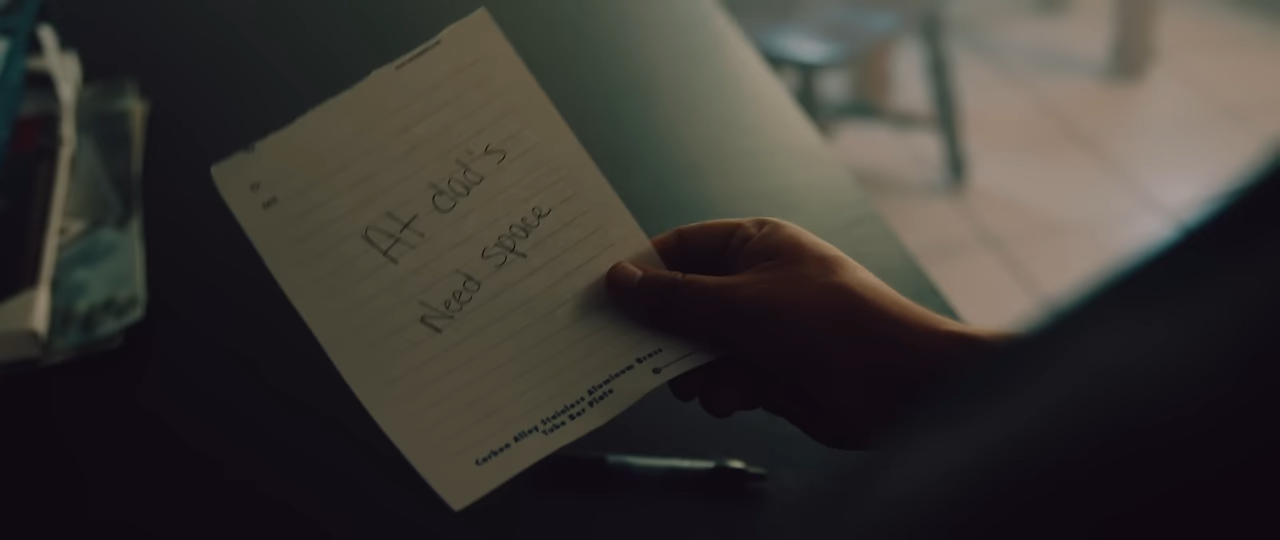 At dad's
Need space
Carbon Alloy Stainless Aluminum Brass
Tube Bar Plate